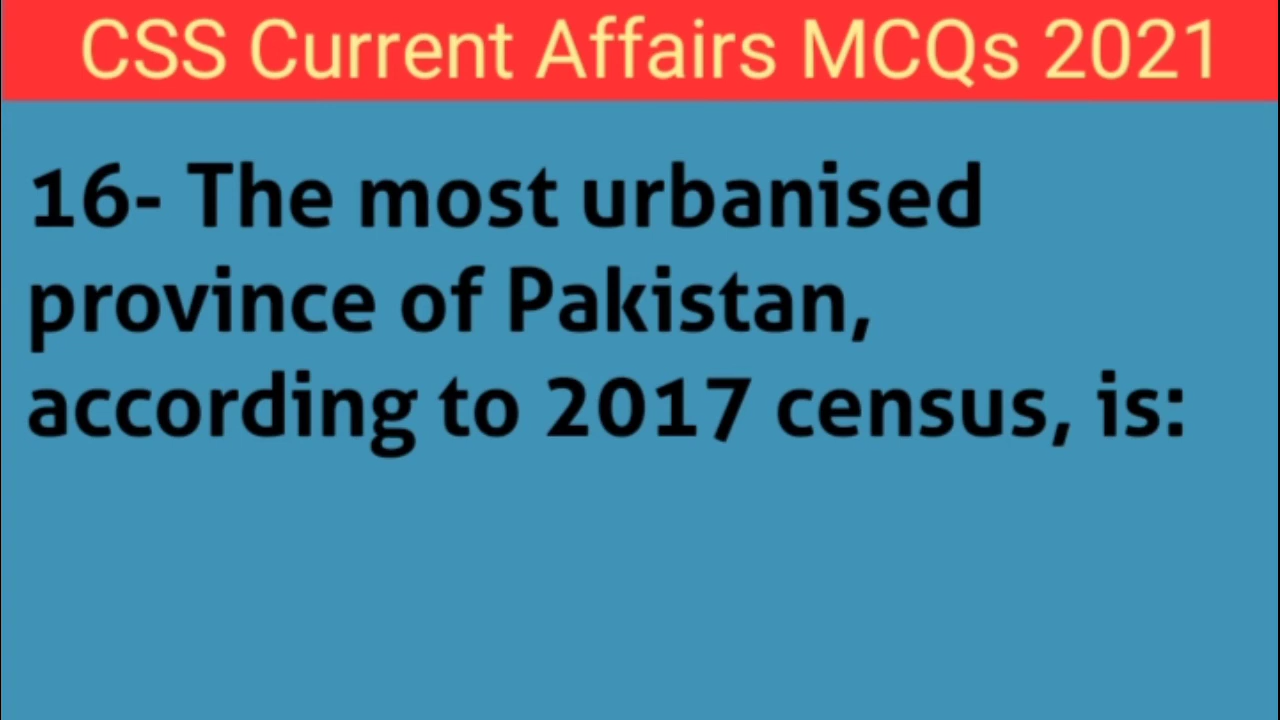 CSS Current Affairs MCQs 2021
16- The most urbanised
province of Pakistan,
according to 2017 census, is: